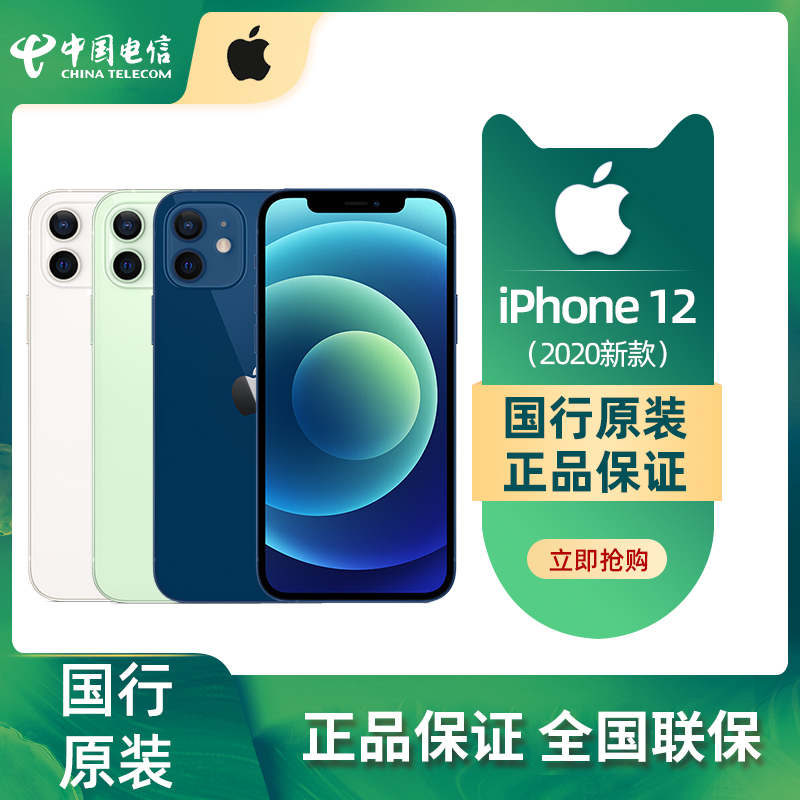 中国电信
CHINA TELECOM
iPhone 12
（2020新款）
国行原装
正品保证
立即抢购
国行
原装
正品保证 全国联保